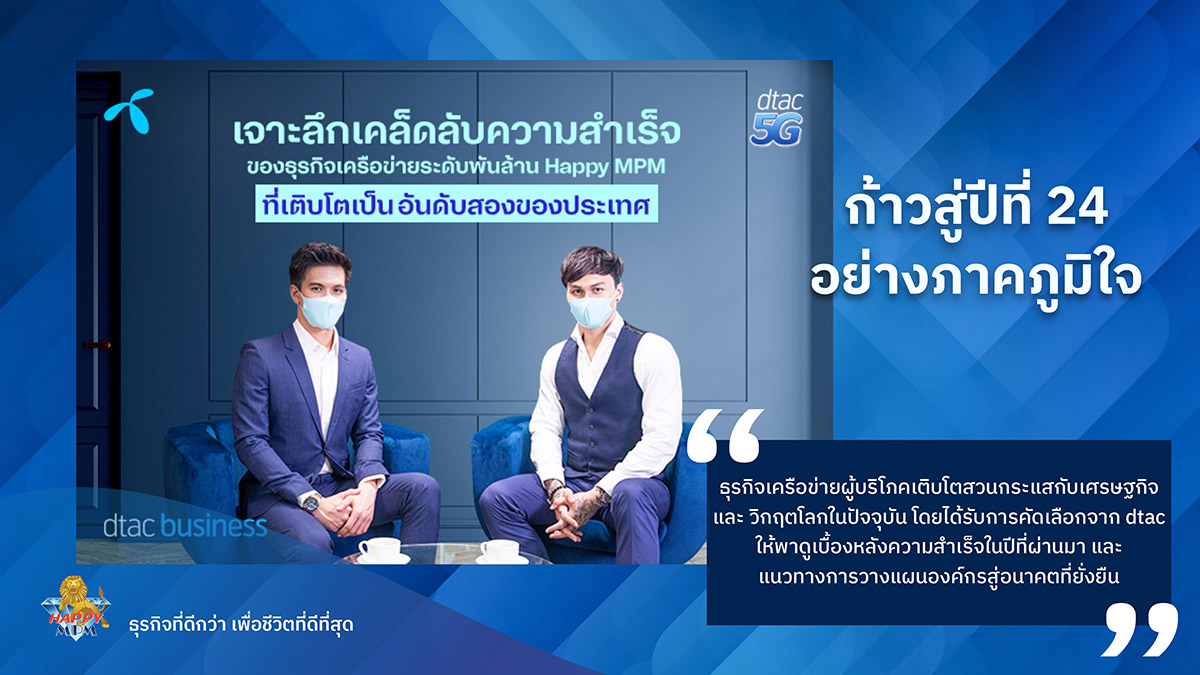 dtac
5G
เจาะลึกเคล็ดลับความสำเร็จ
ของธุรกิจเครือข่ายระดับพันล้าน Happy MPM
ที่เติบโตเป็น อันดับสองของประเทศ
ก้าวสู่ปีที่ 24
อย่างภาคภูมิใจ
dtac business
“
ธุรกิจเครือข่ายผู้บริโภคเติบโตสวนกระแสกับเศรษฐกิจ
และ วิกฤตโลกในปัจจุบัน โดยได้รับการคัดเลือกจาก dtac
ให้พาดูเบื้องหลังความสำเร็จในปีที่ผ่านมา และ
แนวทางการวางแผนองค์กรสู่อนาคตที่ยั่งยืน
”
HAPPY
MPM
ธุรกิจที่ดีกว่า เพื่อชีวิตที่ดีที่สุด